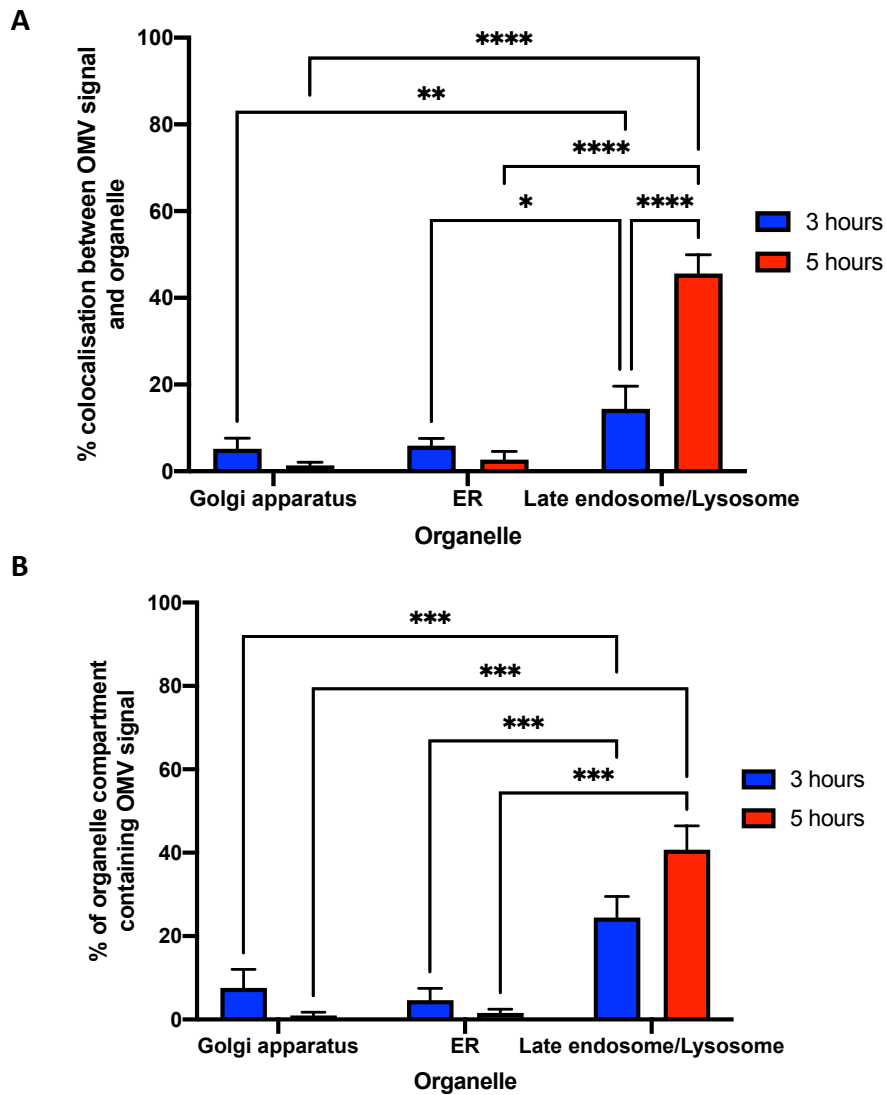 A
100
80
60
40
20
0
% colocalisation between OMV signal
and organelle
****
**
****
*
****
3 hours
5 hours
Golgi apparatus
ER
Late endosome/Lysosome
Organelle
B
100
80
60
40
20
0
% of organelle compartment
containing OMV signal
***
***
***
***
3 hours
5 hours
Golgi apparatus
ER
Late endosome/Lysosome
Organelle